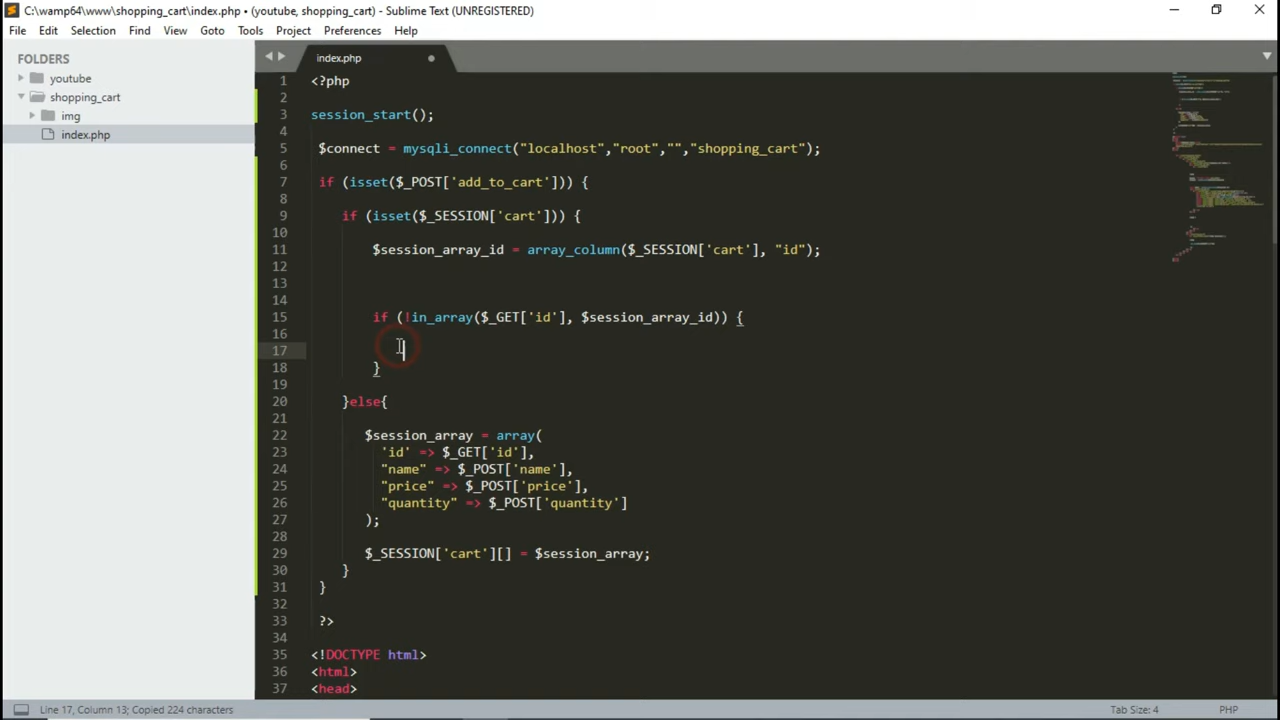 C:\wamp64\www\shopping_cart\index.php • (youtube, shopping_cart) - Sublime Text (UNREGISTERED)
File Edit Selection Find View Goto Tools Project Preferences Help
FOLDERS
youtube
shopping_cart
img
index.php
index.php
1 <?php
2
3 session_start();
4
5 $connect = mysqli_connect("localhost","root","","shopping_cart");
6
7 if (isset($_POST['add_to_cart'])) {
8
9 if (isset($_SESSION['cart'])) {
10
11 $session_array_id = array_column($_SESSION['cart'], "id");
12
13
14
15 if (!in_array($_GET['id'], $session_array_id)) {
16
17
18 }
19
20 }else{
21
22 $session_array = array(
23 'id' => $_GET['id'],
24 "name" => $_POST['name'],
25 "price" => $_POST['price'],
26 "quantity" => $_POST['quantity']
27 );
28
29 $_SESSION['cart'][] = $session_array;
30 }
31 }
32
33 ?>
34
35 <!DOCTYPE html>
36 <html>
37 <head>
Line 17, Column 13; Copied 224 characters
Tab Size: 4
PHP